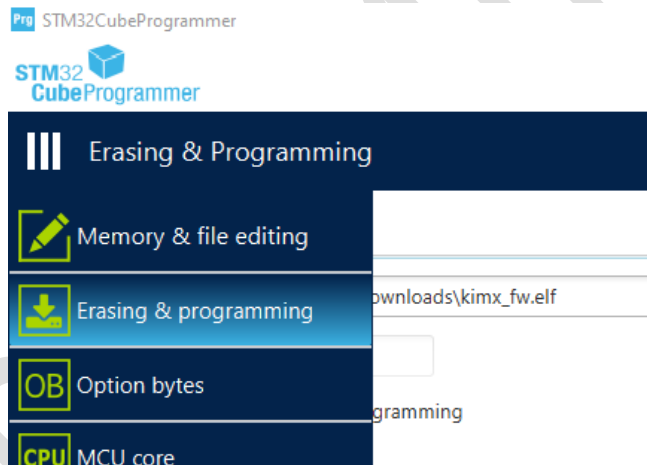 Prg STM32CubeProgrammer
STM32
CubeProgrammer
Erasing & Programming
Memory & file editing
ownloads\kimx_fw.elf
Erasing & programming
OB Option bytes
gramming
CPU MCU core